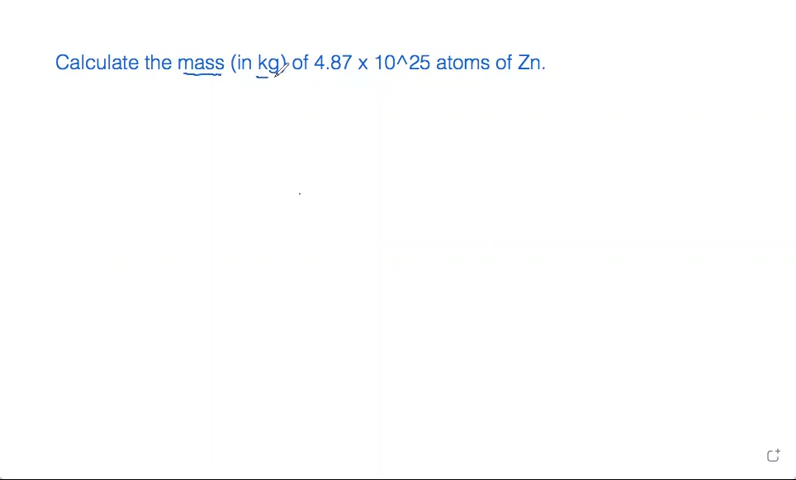 Calculate the mass (in kg) of 4.87 x 10^25 atoms of Zn.